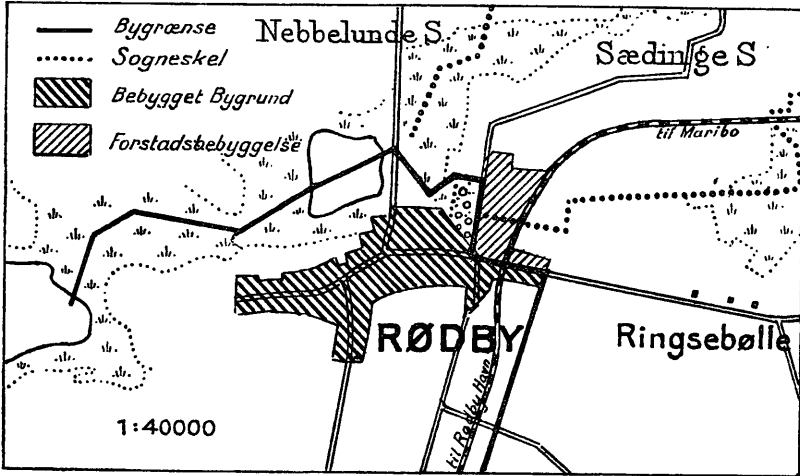 Bygrænse
Sogneskel
Bebygget Bygrund
Forstadsbebyggelse
Nebbelunde S
Sædinge S
til Maribo
RØDBY
Ringsebølle
til Rødby Havn
1:40000